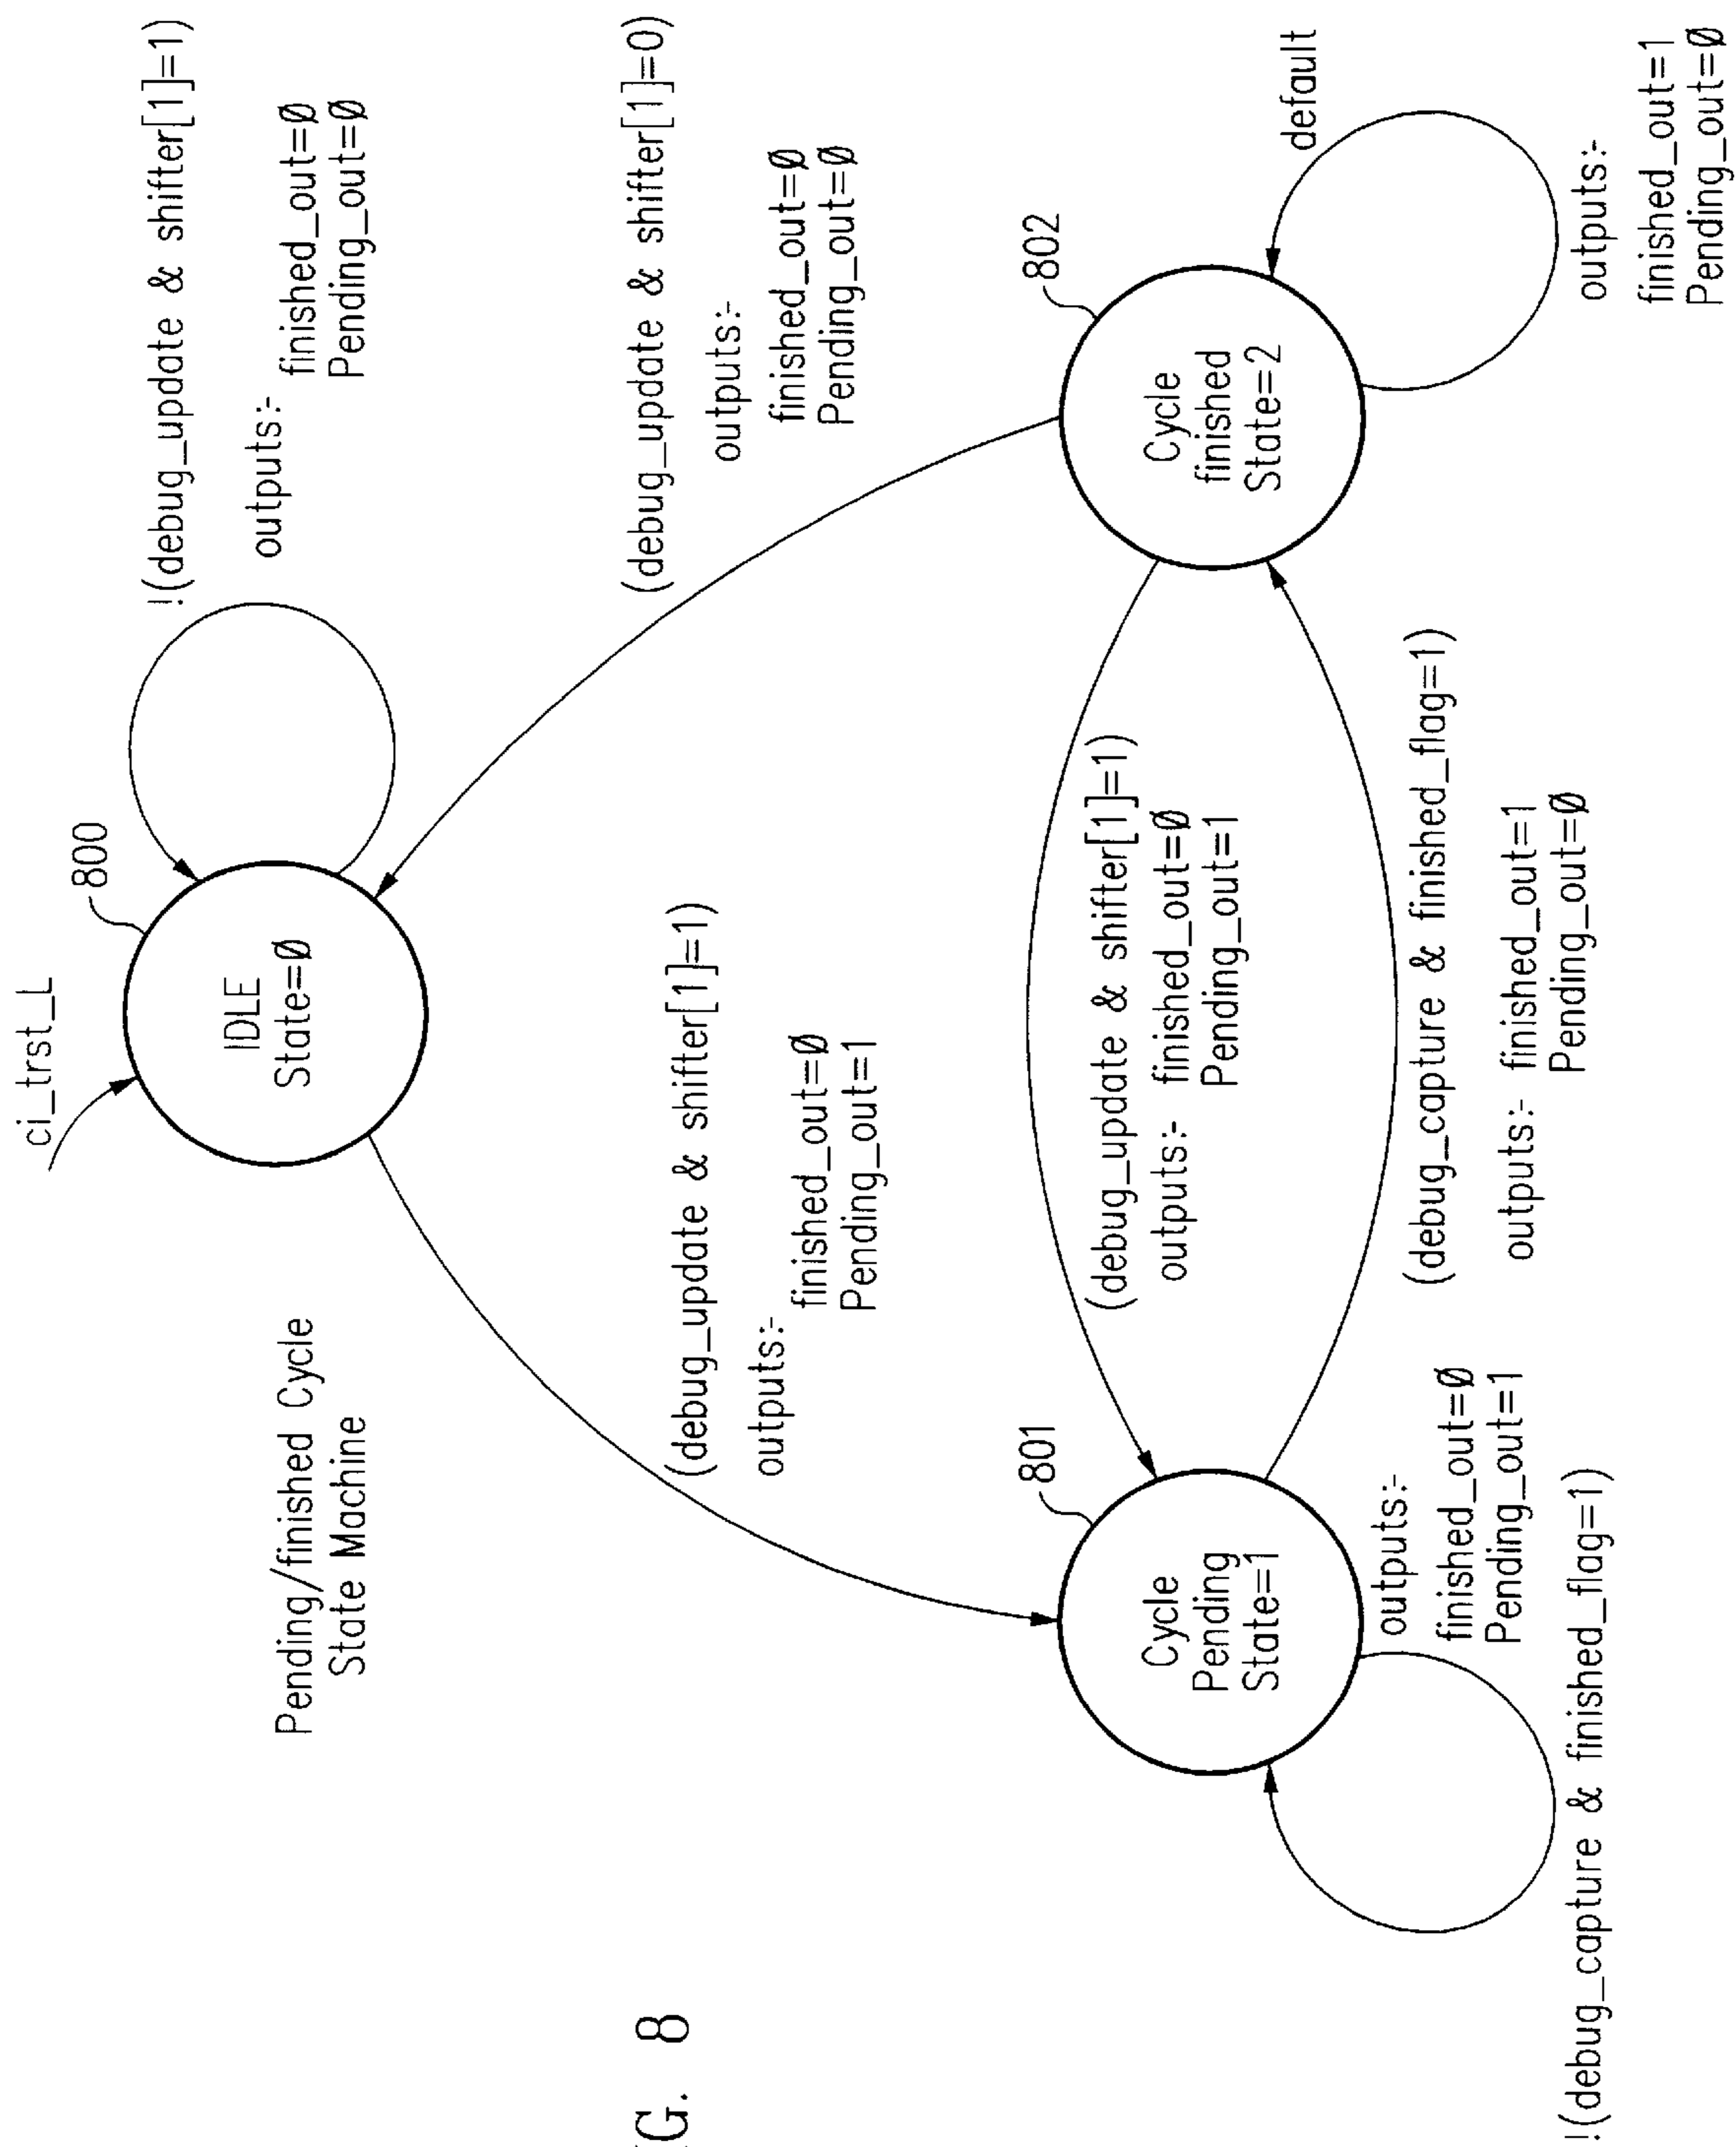 Pending/finished Cycle
State Machine
ci_trst_L
800
IDLE
State=Ø
!(debug_update & shifter[1]=1)
outputs:-
finished_out=Ø
Pending_out=Ø
(debug_update & shifter[1]=0)
outputs:-
finished_out=Ø
Pending_out=Ø
(debug_update & shifter[1]=1)
outputs:-
finished_out=Ø
Pending_out=1
801
Cycle
Pending
State=1
(debug_update & shifter[1]=1)
outputs:- finished_out=Ø
Pending_out=1
802
Cycle
finished
State=2
default
(debug_capture & finished_flag=1)
outputs:- finished_out=1
Pending_out=Ø
outputs:-
finished_out=Ø
Pending_out=1
!(debug_capture & finished_flag=1)
outputs:-
finished_out=1
Pending_out=Ø
G. 8